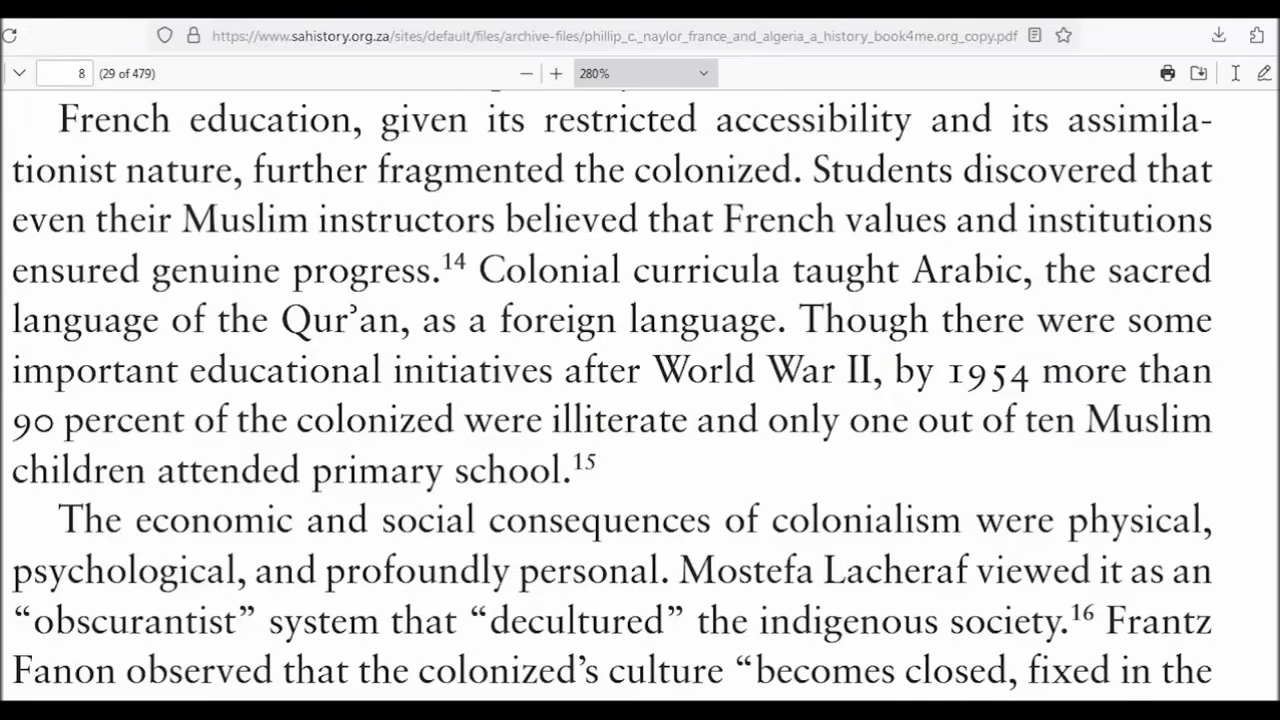 https://www.sahistory.org.za/sites/default/files/archive-files/phillip_c._naylor_france_and_algeria_a_history_book4me.org_copy.pdf
8 (29 of 479) 280%
French education, given its restricted accessibility and its assimila-
tionist nature, further fragmented the colonized. Students discovered that
even their Muslim instructors believed that French values and institutions
ensured genuine progress.14 Colonial curricula taught Arabic, the sacred
language of the Qurʾan, as a foreign language. Though there were some
important educational initiatives after World War II, by 1954 more than
90 percent of the colonized were illiterate and only one out of ten Muslim
children attended primary school.15
The economic and social consequences of colonialism were physical,
psychological, and profoundly personal. Mostefa Lacheraf viewed it as an
“obscurantist” system that “decultured” the indigenous society.16 Frantz
Fanon observed that the colonized’s culture “becomes closed, fixed in the